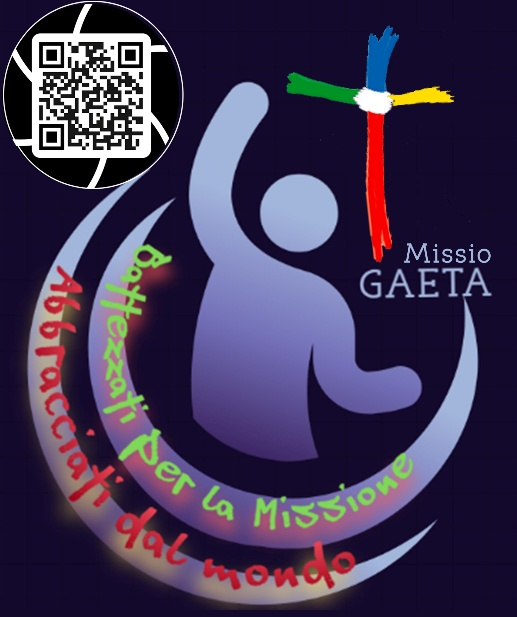 Missio
GAETA
Battezzati per la Missione
Abbracciati dal mondo